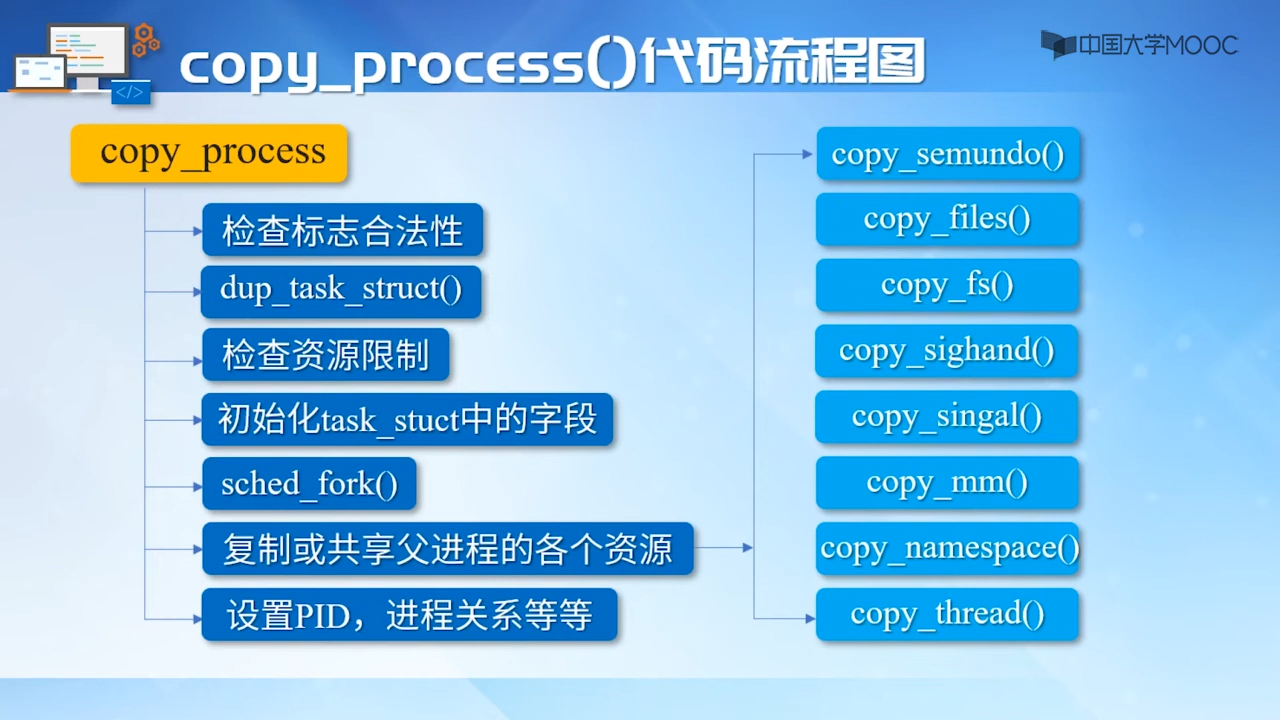 copy_process()代码流程图
中国大学MOOC
</>
copy_process
检查标志合法性
dup_task_struct()
检查资源限制
初始化task_stuct中的字段
sched_fork()
复制或共享父进程的各个资源
设置PID，进程关系等等
copy_semundo()
copy_files()
copy_fs()
copy_sighand()
copy_singal()
copy_mm()
copy_namespace()
copy_thread()